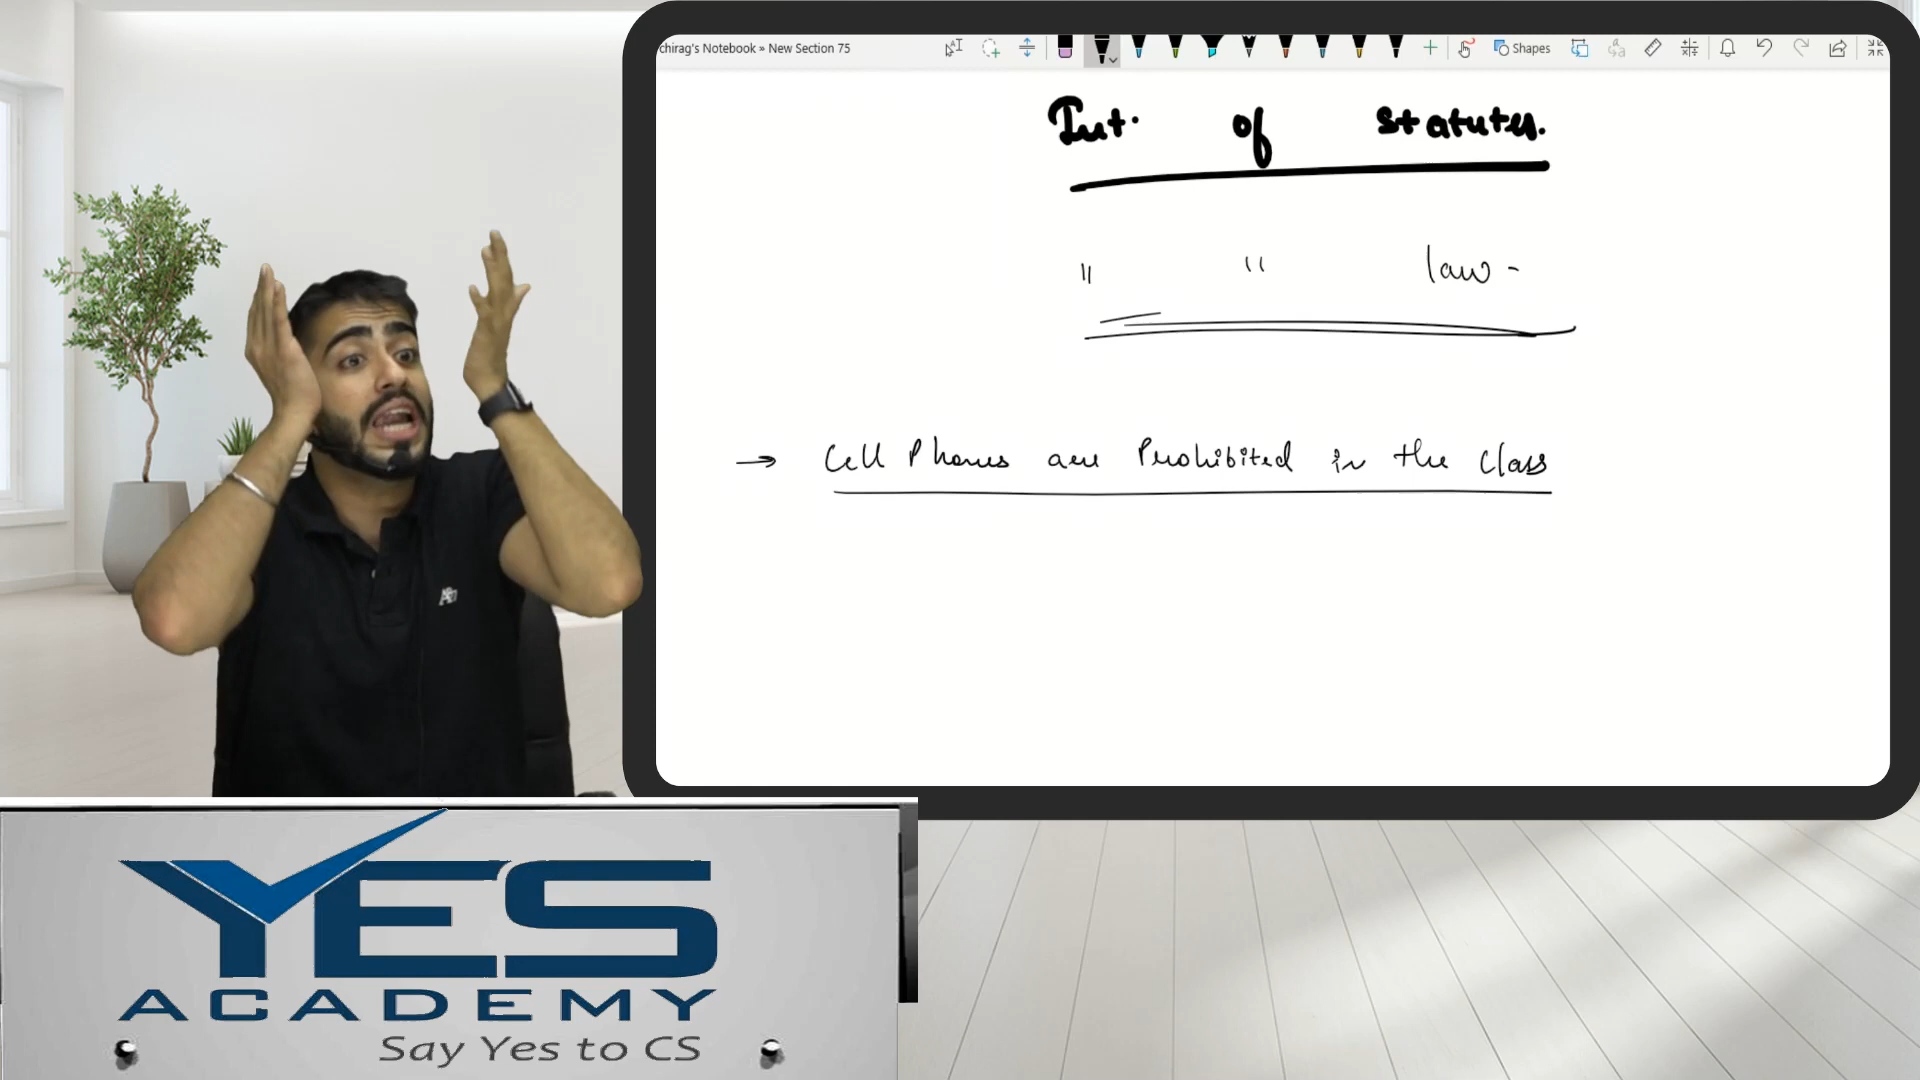 chirag's Notebook » New Section 75
Shapes
Int. of Statutes.
" " law -
→ Cell Phones are Prohibited in the Class
YES
ACADEMY
Say Yes to CS